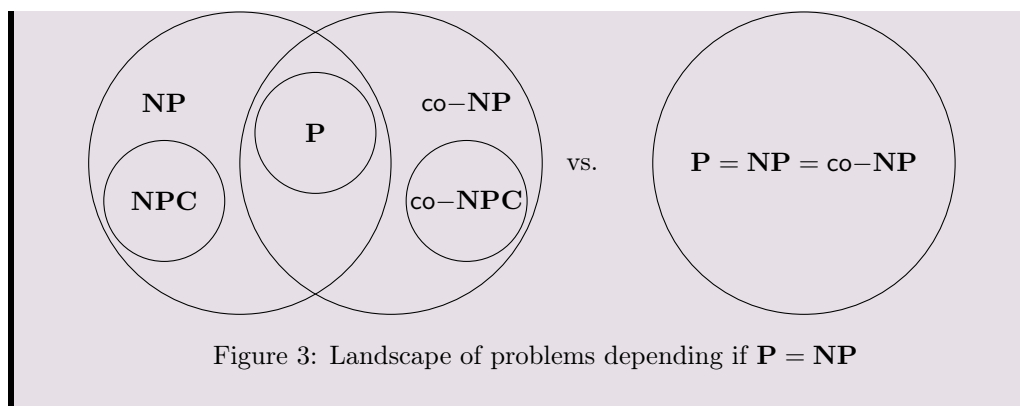 NP
co–NP
P
vs.
P = NP = co–NP
NPC
co–NPC
Figure 3: Landscape of problems depending if P = NP